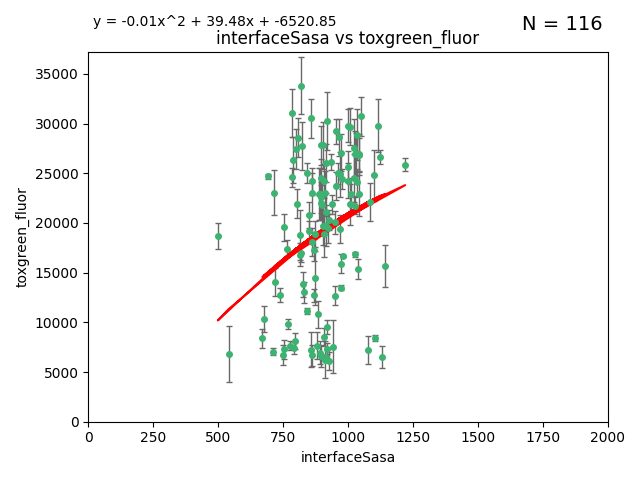 y = -0.01x^2 + 39.48x + -6520.85
N = 116
interfaceSasa vs toxgreen_fluor
35000
30000
25000
20000
15000
10000
5000
0
toxgreen_fluor
0 250 500 750 1000 1250 1500 1750 2000
interfaceSasa